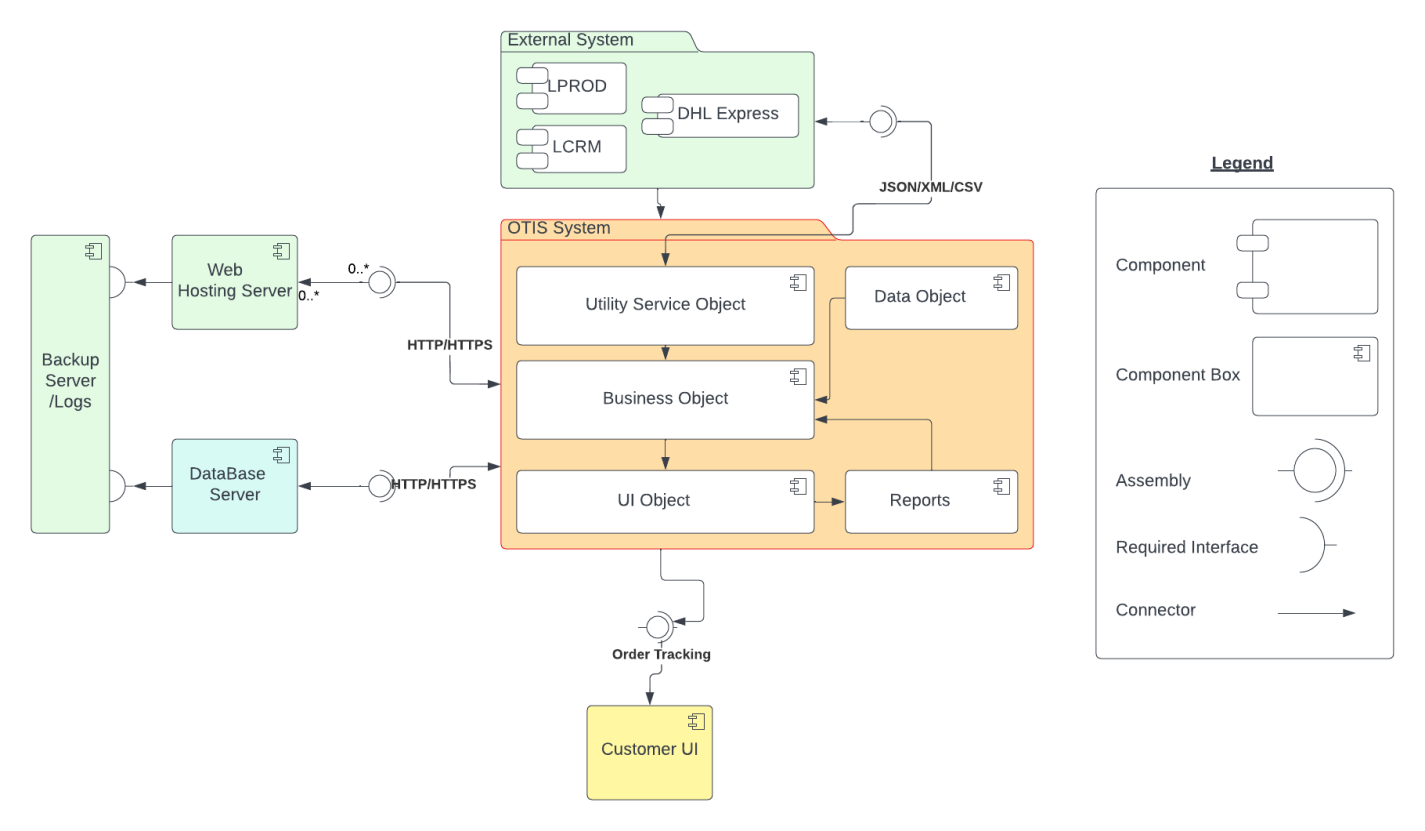 External System
LPROD
DHL Express
LCRM
JSON/XML/CSV
OTIS System
Utility Service Object
Data Object
Business Object
UI Object
Reports
Web
Hosting Server
0..*
0..*
HTTP/HTTPS
Backup
Server
/Logs
DataBase
Server
HTTP/HTTPS
Order Tracking
Customer UI
Legend
Component
Component Box
Assembly
Required Interface
Connector